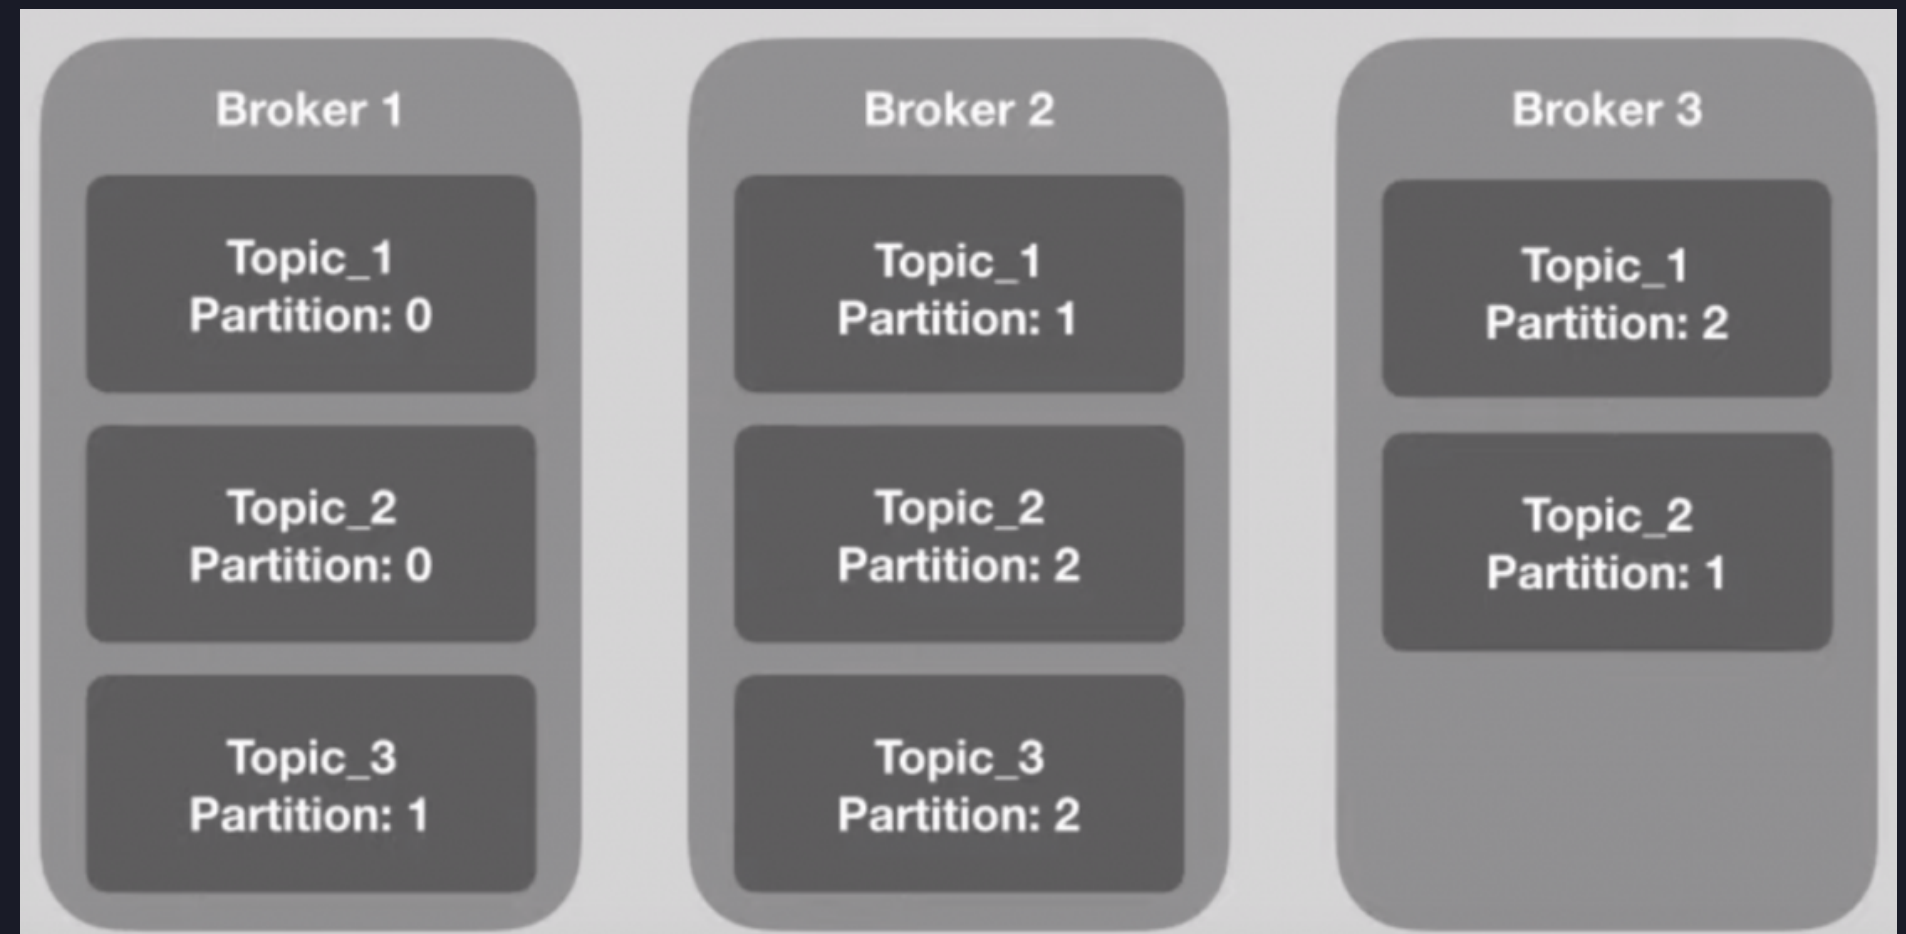 Broker 1
Topic_1
Partition: 0
Topic_2
Partition: 0
Topic_3
Partition: 1
Broker 2
Topic_1
Partition: 1
Topic_2
Partition: 2
Topic_3
Partition: 2
Broker 3
Topic_1
Partition: 2
Topic_2
Partition: 1